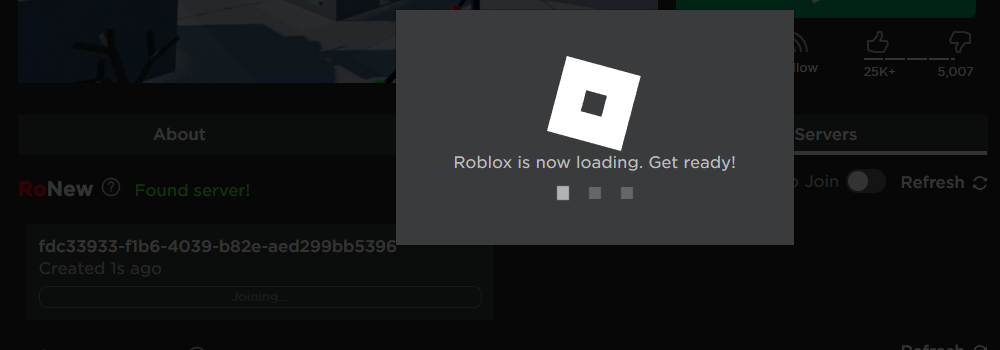 llow
25K+ 5,007
About
Servers
Roblox is now loading. Get ready!
RoNew Found server!
o Join Refresh
fdc33933-f1b6-4039-b82e-aed299bb5396
Created 1s ago
Joining...
Refresh